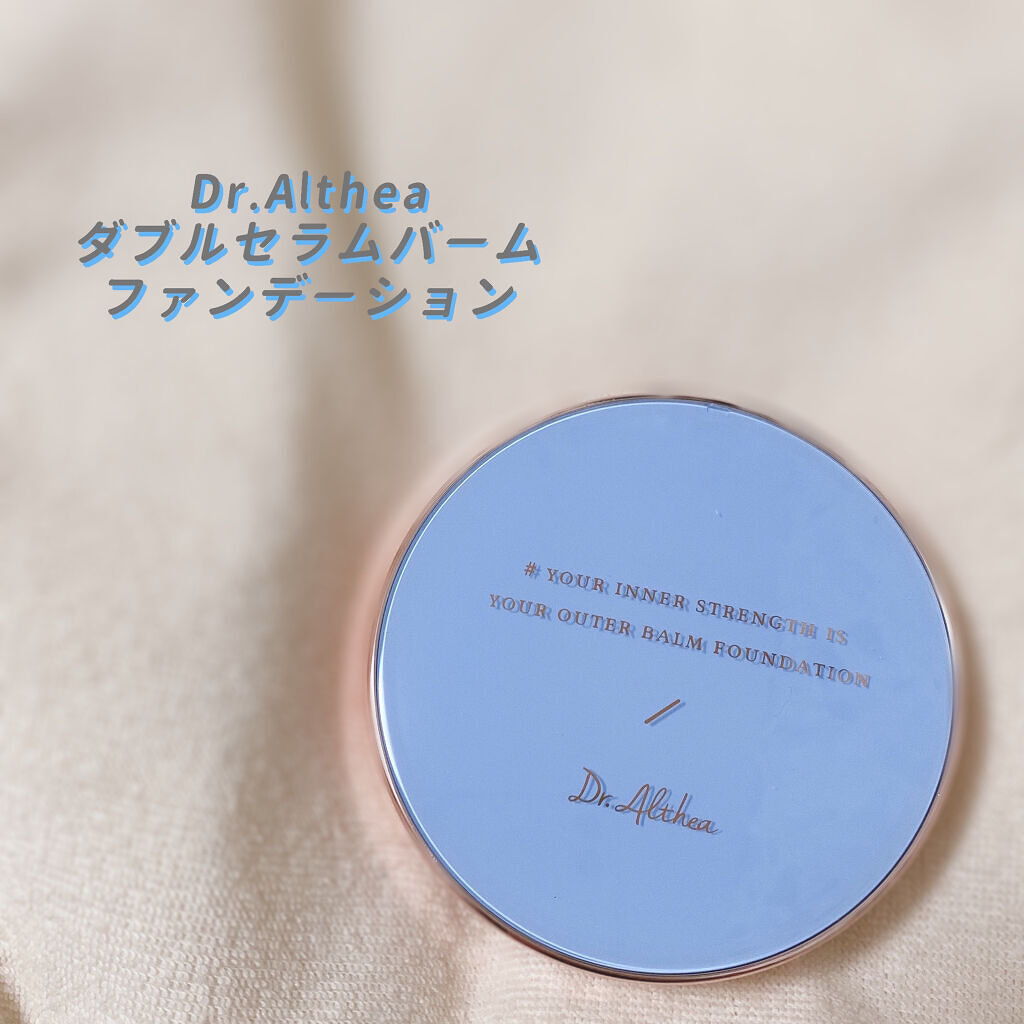 Dr.Althea
ダブルセラムバーム
ファンデーション
# YOUR INNER STRENGTH IS
YOUR OUTER BALM FOUNDATION
/
Dr.Althea